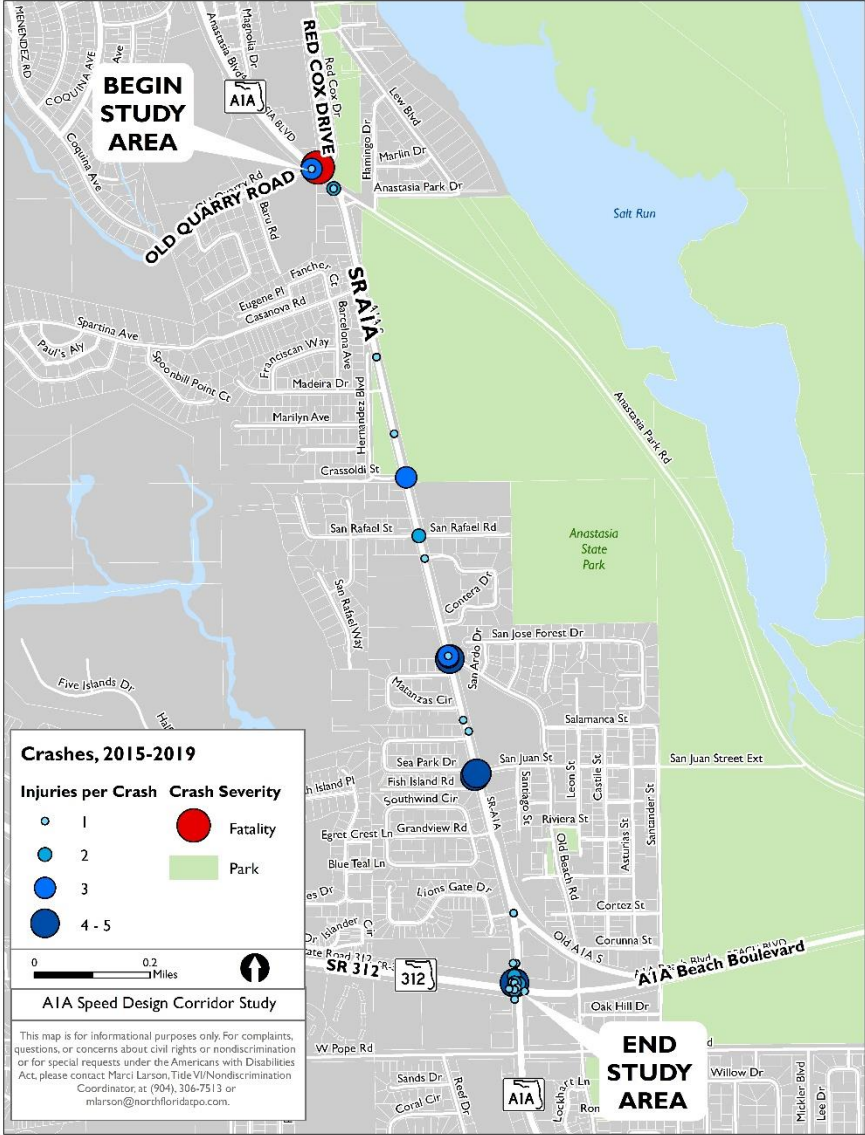 MENENDEZ RD
COQUINA AVE
Coquina Ave
Magnolia Dr
Anastasia Blvd
SIA BLVD
A1A
RED COX DRIVE
Red Cox Dr
BEGIN
STUDY
AREA
Lew Blvd
Flamingo Dr
Marlin Dr
Anastasia Park Dr
OLD QUARRY ROAD
Baru Rd
Salt Run
SR A1A
Fancher Ct
Eugene Pl
Casanova Rd
Barcelona Ave
Spartina Ave
Paul's Aly
Spoonbill Point Ct
Franciscan Way
Madeira Dr
Hernandez Blvd
Marilyn Ave
Anastasia Park Rd
Crassoldi St
San Rafael St
San Rafael Rd
Anastasia
State
Park
San Rafael Way
Contera Dr
San Jose Forest Dr
San Ardo Dr
Five Islands Dr
Matanzas Cir
Salamanca St
Sea Park Dr
San Juan St
San Juan Street Ext
Fish Island Rd
Southwind Cir
SR-A1A
Santiago St
Leon St
Castile St
Santander St
Riviera St
Grandview Rd
Egret Crest Ln
Old Beach Rd
Asturias St
Blue Teal Ln
Lions Gate Dr
Cortez St
Islander Cir
Old A1A S
Corunna St
SR 312
312
A1A Beach Boulevard
Oak Hill Dr
W Pope Rd
END
STUDY
AREA
Willow Dr
Sands Dr
Coral Cir
Reef Dr
A1A
Mickler Blvd
Lee Dr
Crashes, 2015-2019
Injuries per Crash
Crash Severity
1
Fatality
2
Park
3
4 - 5
0
0.2
Miles
A1A Speed Design Corridor Study
This map is for informational purposes only. For complaints,
questions, or concerns about civil rights or nondiscrimination
or for special requests under the Americans with Disabilities
Act, please contact Marci Larson, Title VI/Nondiscrimination
Coordinator, at (904), 306-7513 or
mlarson@northfloridatpo.com.